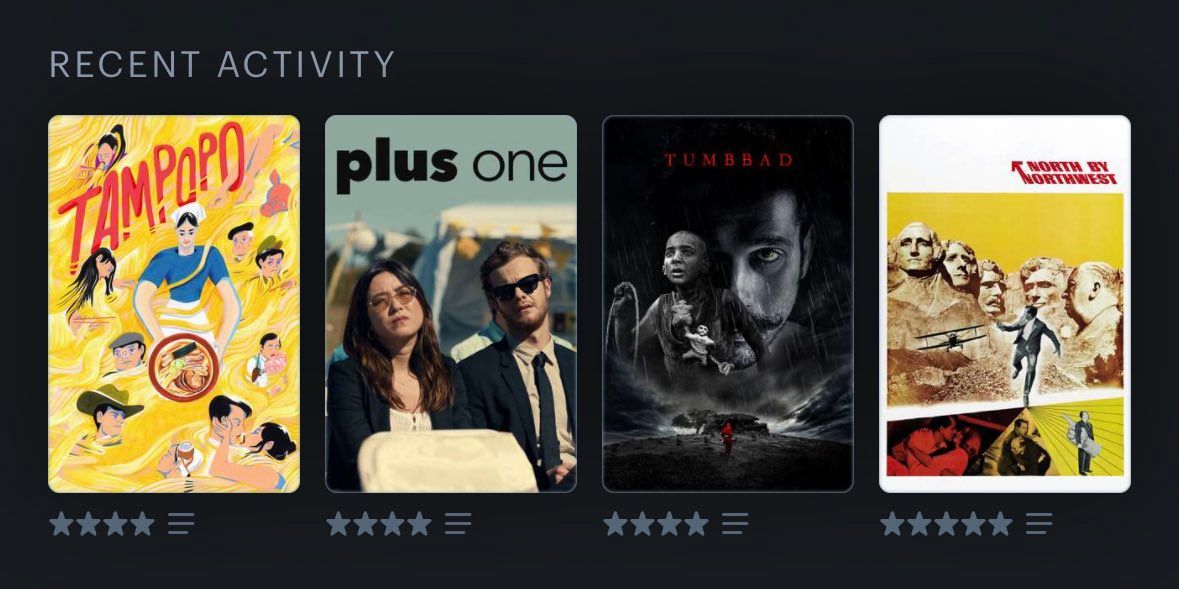 RECENT ACTIVITY
TAMPOPO
plus one
TUMBBAD
NORTH BY
NORTHWEST